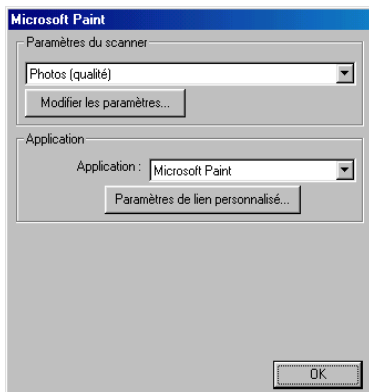 Microsoft Paint
Paramètres du scanner
Photos (qualité)
Modifier les paramètres...
Application
Application : Microsoft Paint
Paramètres de lien personnalisé...
OK